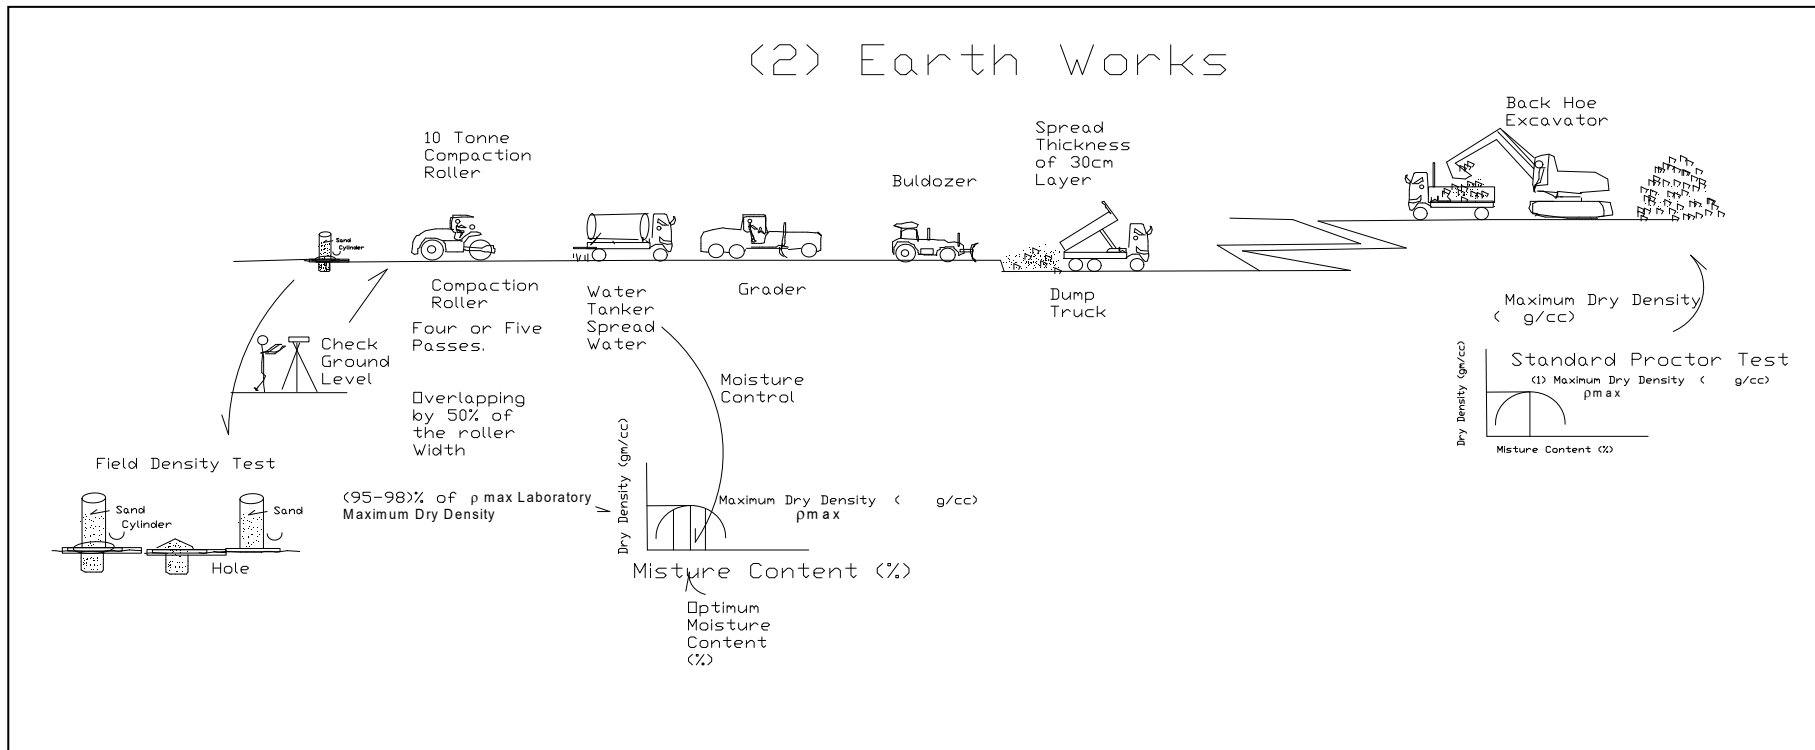 (2) Earth Works
Back Hoe
Excavator
Spread
Thickness
of 30cm
Layer
10 Tonne
Compaction
Roller
Buldozer
Sand
Cylinder
Compaction
Roller
Four or Five
Passes.
Overlapping
by 50% of
the roller
Width
Water
Tanker
Spread
Water
Grader
Dump
Truck
Maximum Dry Density
(   g/cc)
Check
Ground
Level
Moisture
Control
Standard Proctor Test
(1) Maximum Dry Density (   g/cc)
ρmax
Dry Density (gm/cc)
Misture Content (%)
Field Density Test
Sand
Cylinder
Sand
Hole
(95-98)% of ρ max Laboratory
Maximum Dry Density
Dry Density (gm/cc)
Maximum Dry Density (   g/cc)
ρmax
Misture Content (%)
Optimum
Moisture
Content
(%)